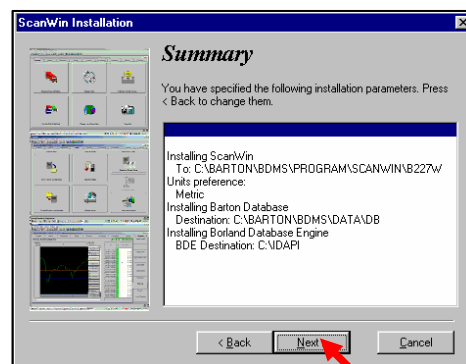 ScanWin Installation
Summary
You have specified the following installation parameters. Press
< Back to change them.
Installing ScanWin
To: C:\BARTON\BDMS\PROGRAM\SCANWIN\B227W
Units preference:
Metric
Installing Barton Database
Destination: C:\BARTON\BDMS\DATA\DB
Installing Borland Database Engine
BDE Destination: C:\IDAPI
< Back
Next
Cancel